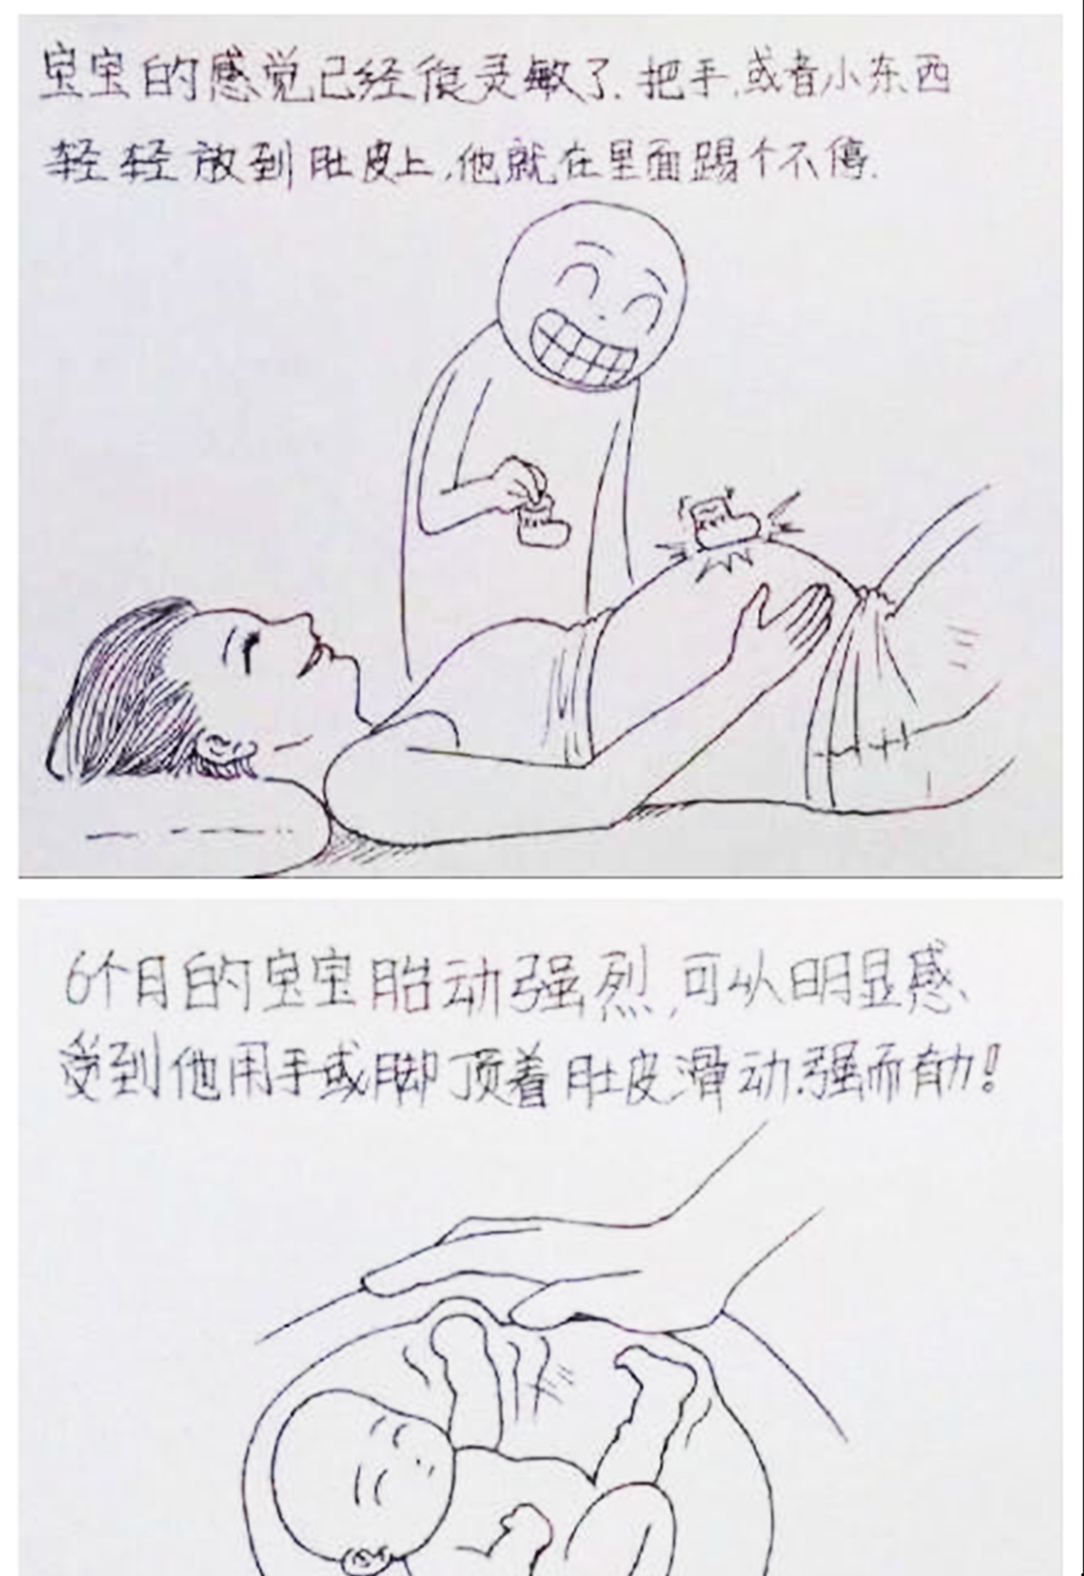 宝宝的感觉已经很灵敏了.把手,或者小东西
轻轻放到肚皮上,他就在里面踢个不停.
6个月的宝宝胎动强烈,可以明显感
受到他用手或脚顶着肚皮滑动.强而有力!